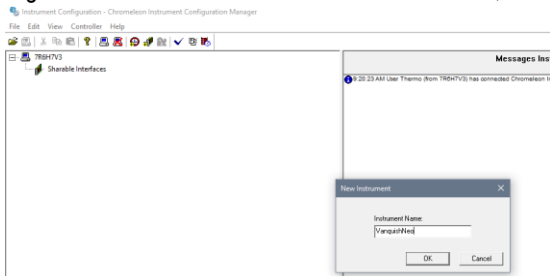 Instrument Configuration - Chromeleon Instrument Configuration Manager
File Edit View Controller Help
7R6H7V3
Sharable Interfaces
Messages Ins
9:20:23 AM User Thermo (from 7R6H7V3) has connected Chromeleon In
New Instrument
Instrument Name:
VanquishNeo
OK Cancel